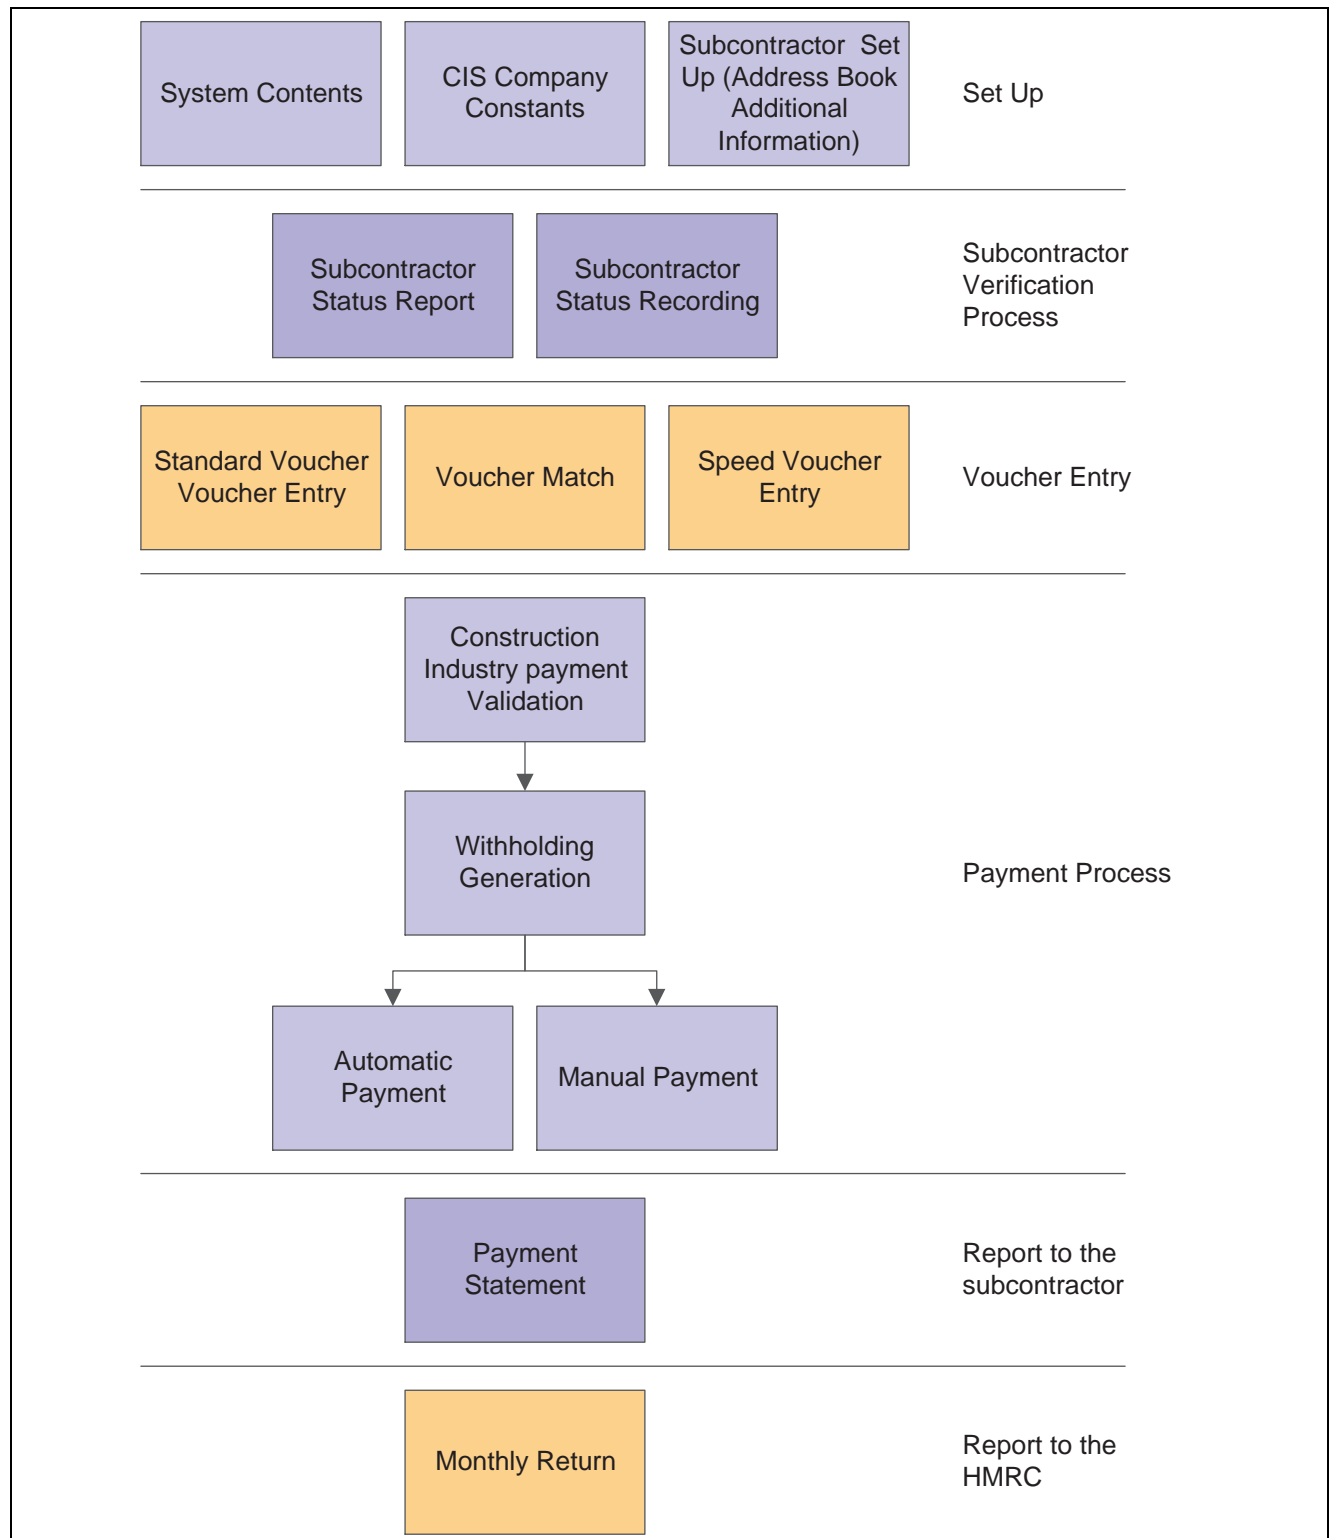 System Contents
CIS Company
Constants
Subcontractor Set
Up (Address Book
Additional
Information)
Set Up
Subcontractor
Status Report
Subcontractor
Status Recording
Subcontractor
Verification
Process
Standard Voucher
Voucher Entry
Voucher Match
Speed Voucher
Entry
Voucher Entry
Construction
Industry payment
Validation
Withholding
Generation
Payment Process
Automatic
Payment
Manual Payment
Payment
Statement
Report to the
subcontractor
Monthly Return
Report to the
HMRC